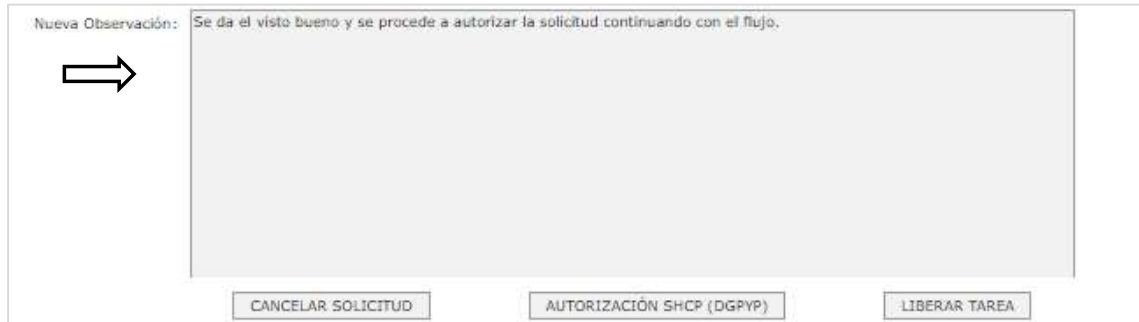 Nueva Observación: Se da el visto bueno y se procede a autorizar la solicitud continuando con el flujo.
CANCELAR SOLICITUD AUTORIZACIÓN SHCP (DGPYP) LIBERAR TAREA